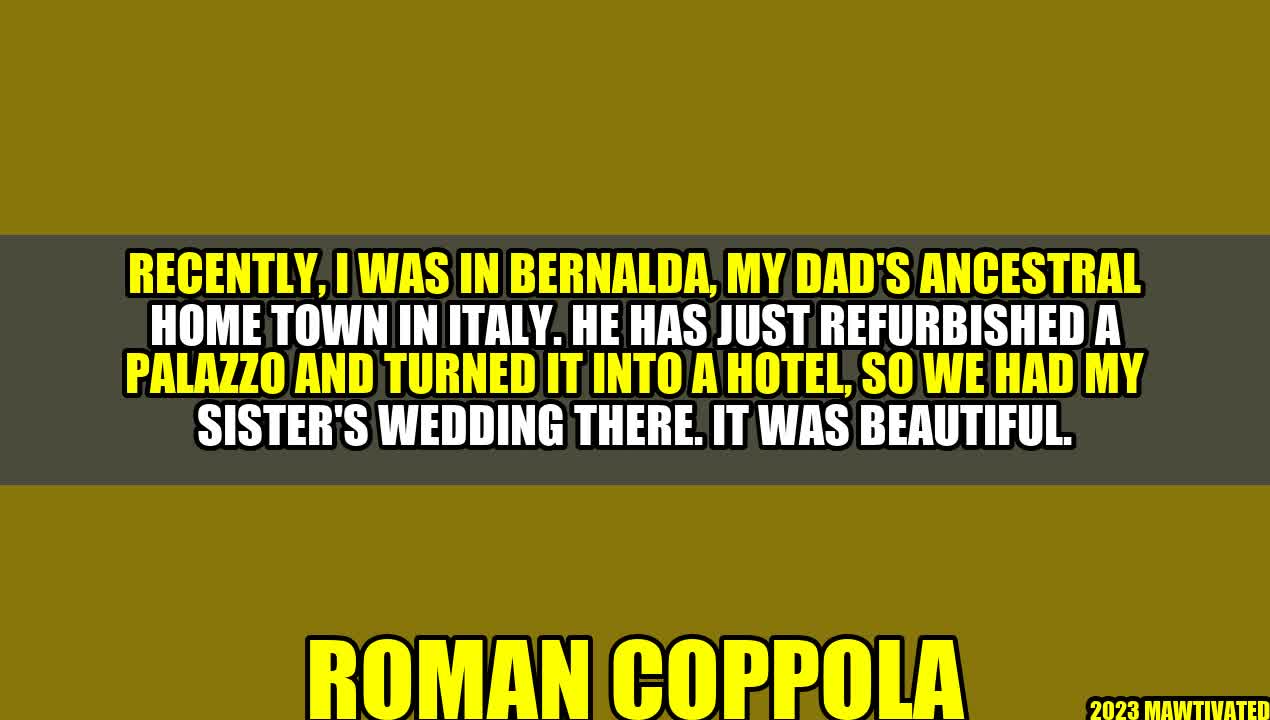 RECENTLY, I WAS IN BERNALDA, MY DAD'S ANCESTRAL
HOME TOWN IN ITALY. HE HAS JUST REFURBISHED A
PALAZZO AND TURNED IT INTO A HOTEL, SO WE HAD MY
SISTER'S WEDDING THERE. IT WAS BEAUTIFUL.
ROMAN COPPOLA
2023 MAWTIVATED